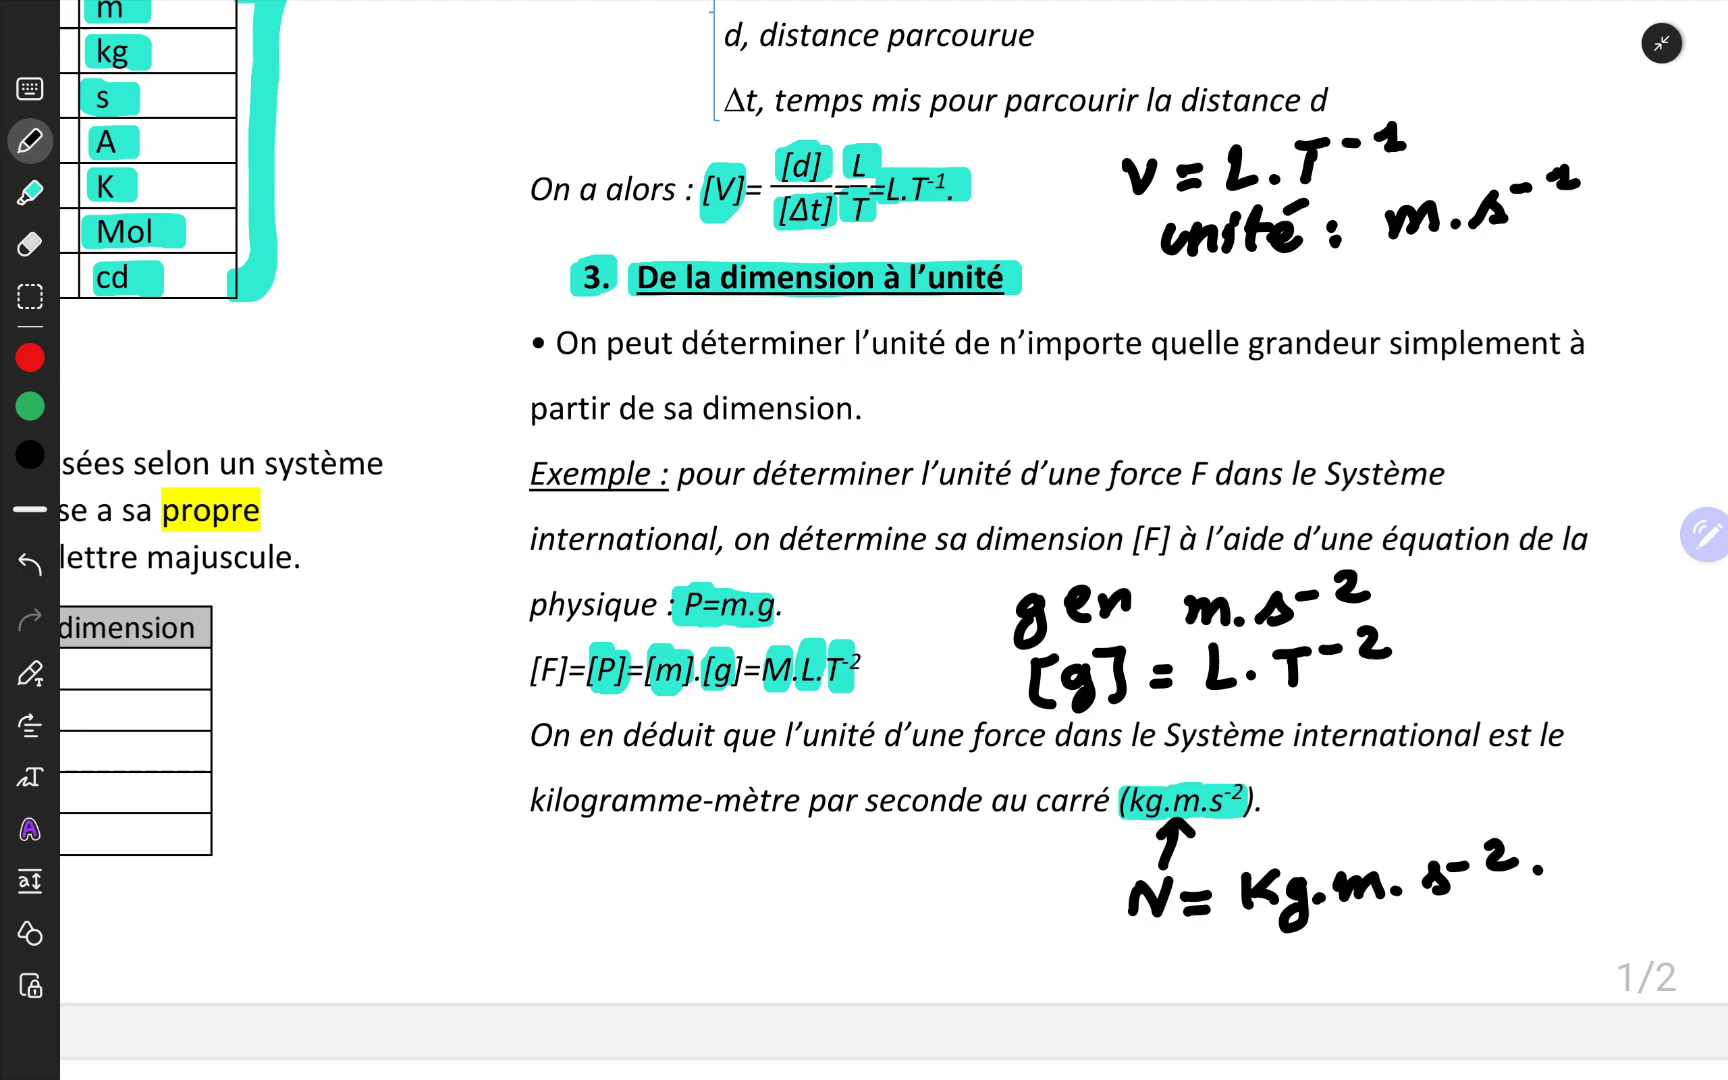 m
kg
s
A
K
Mol
cd
sées selon un système
se a sa propre
lettre majuscule.
dimension
d, distance parcourue
Δt, temps mis pour parcourir la distance d
On a alors : [V]= [d]/[Δt] = L/T =L.T⁻¹.
v = L.T⁻¹
unité : m.s⁻¹
3. De la dimension à l’unité
• On peut déterminer l’unité de n’importe quelle grandeur simplement à
partir de sa dimension.
Exemple : pour déterminer l’unité d’une force F dans le Système
international, on détermine sa dimension [F] à l’aide d’une équation de la
physique : P=m.g.
g en m.s⁻²
[F]=[P]=[m].[g]=M.L.T⁻²
[g] = L.T⁻²
On en déduit que l’unité d’une force dans le Système international est le
kilogramme-mètre par seconde au carré (kg.m.s⁻²).
N = Kg.m.s⁻².
1/2